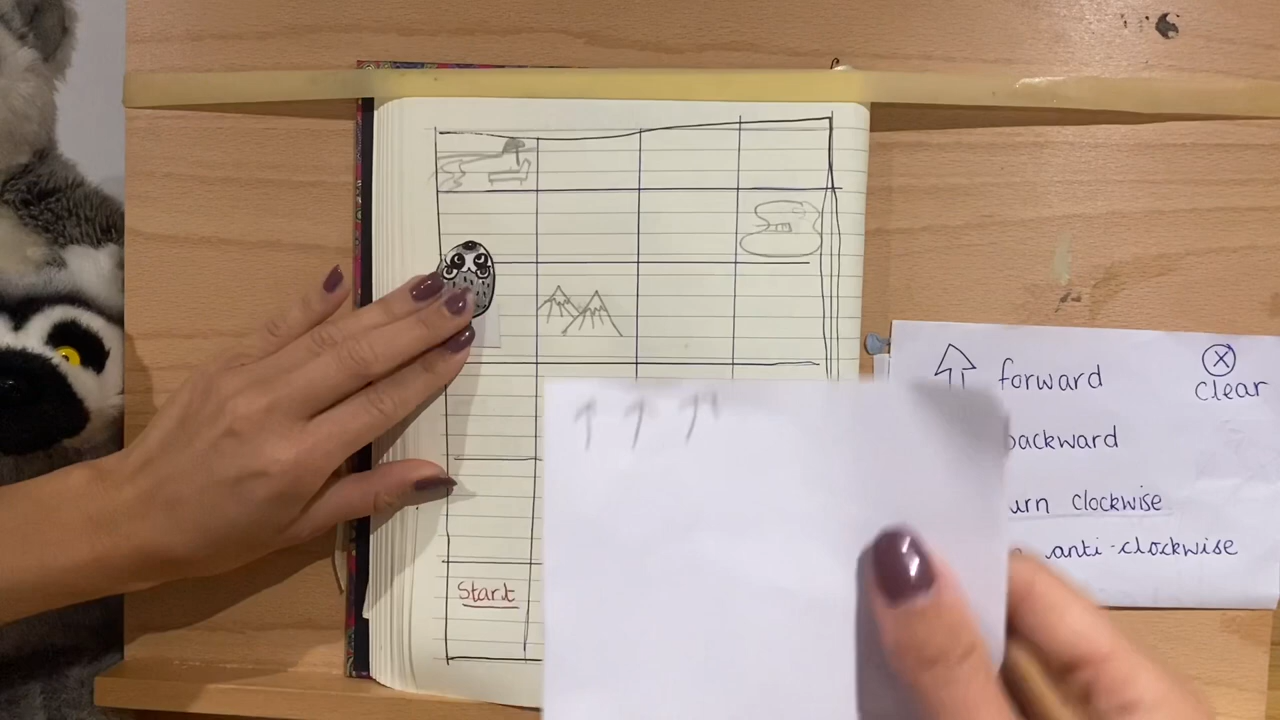 forward
clear
backward
urn clockwise
anti-clockwise
Start